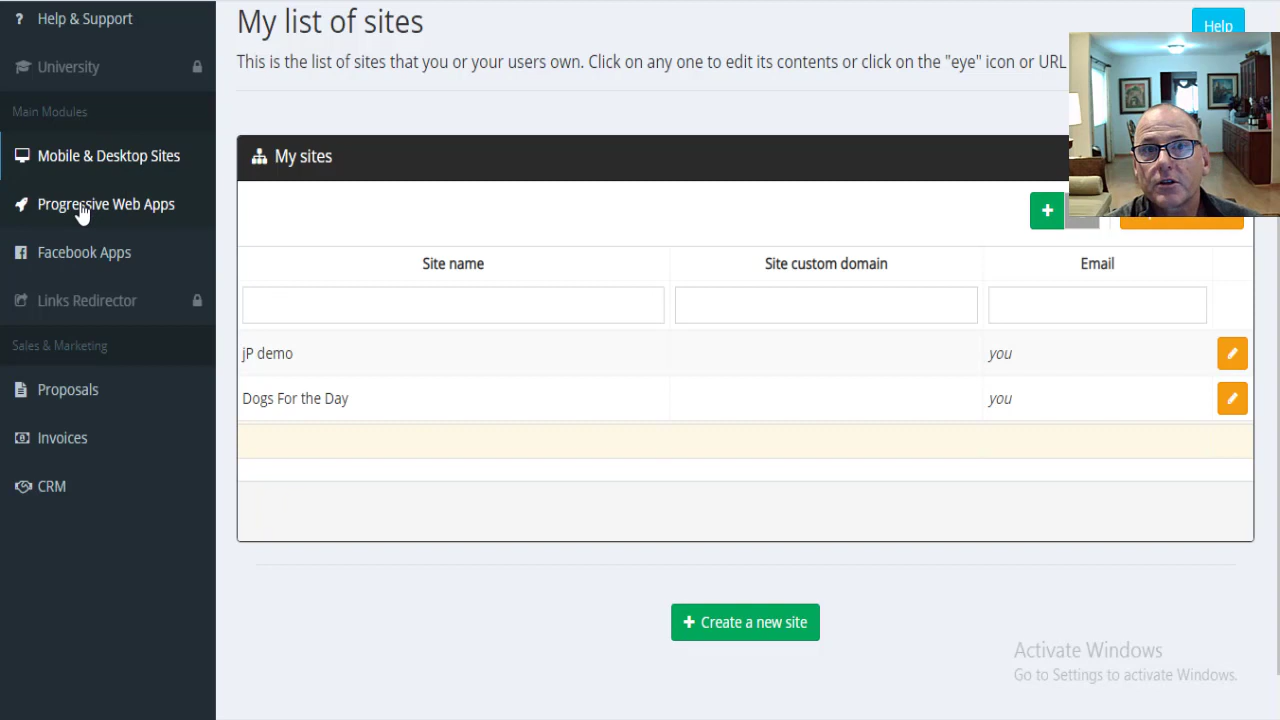 Help & Support
University
Main Modules
Mobile & Desktop Sites
Progressive Web Apps
Facebook Apps
Links Redirector
Sales & Marketing
Proposals
Invoices
CRM
My list of sites
Help
This is the list of sites that you or your users own. Click on any one to edit its contents or click on the "eye" icon or URL
My sites
Site name
Site custom domain
Email
jP demo
you
Dogs For the Day
you
Create a new site
Activate Windows
Go to Settings to activate Windows.